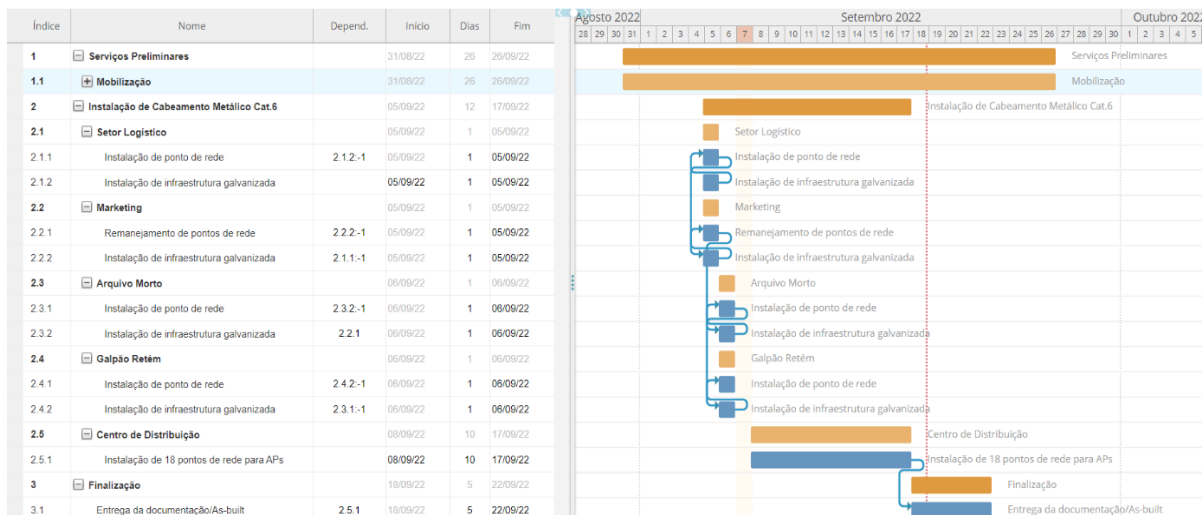 Agosto 2022 Setembro 2022 Outubro 2022
Índice Nome Depend. Início Dias Fim
28 29 30 31 1 2 3 4 5 6 7 8 9 10 11 12 13 14 15 16 17 18 19 20 21 22 23 24 25 26 27 28 29 30 1 2 3 4 5
1 Serviços Preliminares 31/08/22 26 26/09/22 Serviços Preliminares
1.1 Mobilização 31/08/22 26 26/09/22 Mobilização
2 Instalação de Cabeamento Metálico Cat.6 05/09/22 12 17/09/22 Instalação de Cabeamento Metálico Cat.6
2.1 Setor Logístico 05/09/22 1 05/09/22 Setor Logístico
2.1.1 Instalação de ponto de rede 2.1.2:-1 05/09/22 1 05/09/22 Instalação de ponto de rede
2.1.2 Instalação de infraestrutura galvanizada 05/09/22 1 05/09/22 Instalação de infraestrutura galvanizada
2.2 Marketing 05/09/22 1 05/09/22 Marketing
2.2.1 Remanejamento de pontos de rede 2.2.2:-1 05/09/22 1 05/09/22 Remanejamento de pontos de rede
2.2.2 Instalação de infraestrutura galvanizada 2.1.1:-1 05/09/22 1 05/09/22 Instalação de infraestrutura galvanizada
2.3 Arquivo Morto 06/09/22 1 06/09/22 Arquivo Morto
2.3.1 Instalação de ponto de rede 2.3.2:-1 06/09/22 1 06/09/22 Instalação de ponto de rede
2.3.2 Instalação de infraestrutura galvanizada 2.2.1 06/09/22 1 06/09/22 Instalação de infraestrutura galvanizada
2.4 Galpão Retém 06/09/22 1 06/09/22 Galpão Retém
2.4.1 Instalação de ponto de rede 2.4.2:-1 06/09/22 1 06/09/22 Instalação de ponto de rede
2.4.2 Instalação de infraestrutura galvanizada 2.3.1:-1 06/09/22 1 06/09/22 Instalação de infraestrutura galvanizada
2.5 Centro de Distribuição 08/09/22 10 17/09/22 Centro de Distribuição
2.5.1 Instalação de 18 pontos de rede para APs 08/09/22 10 17/09/22 Instalação de 18 pontos de rede para APs
3 Finalização 18/09/22 5 22/09/22 Finalização
3.1 Entrega da documentação/As-built 2.5.1 18/09/22 5 22/09/22 Entrega da documentação/As-built